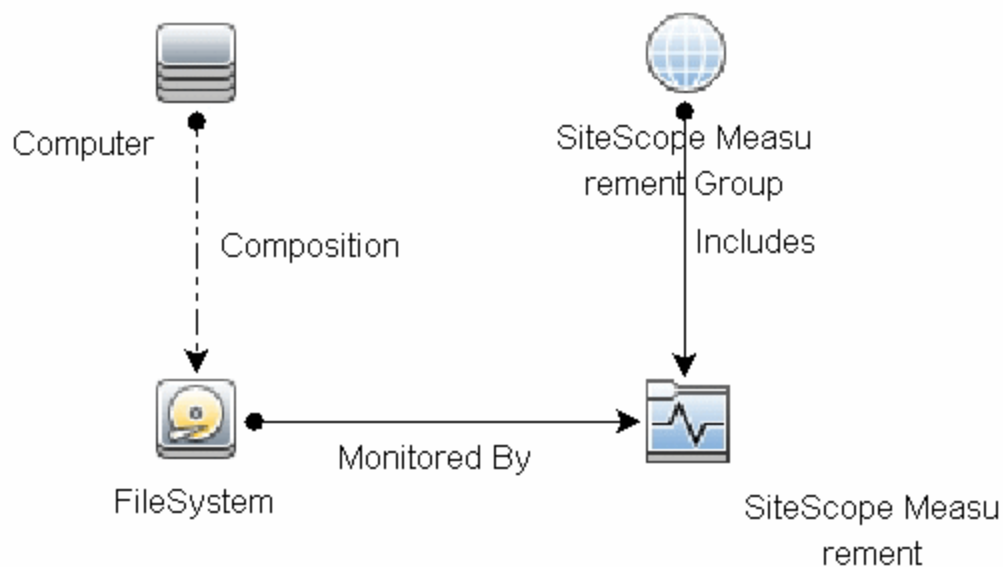 Computer
SiteScope Measu
rement Group
Composition
Includes
Monitored By
FileSystem
SiteScope Measu
rement